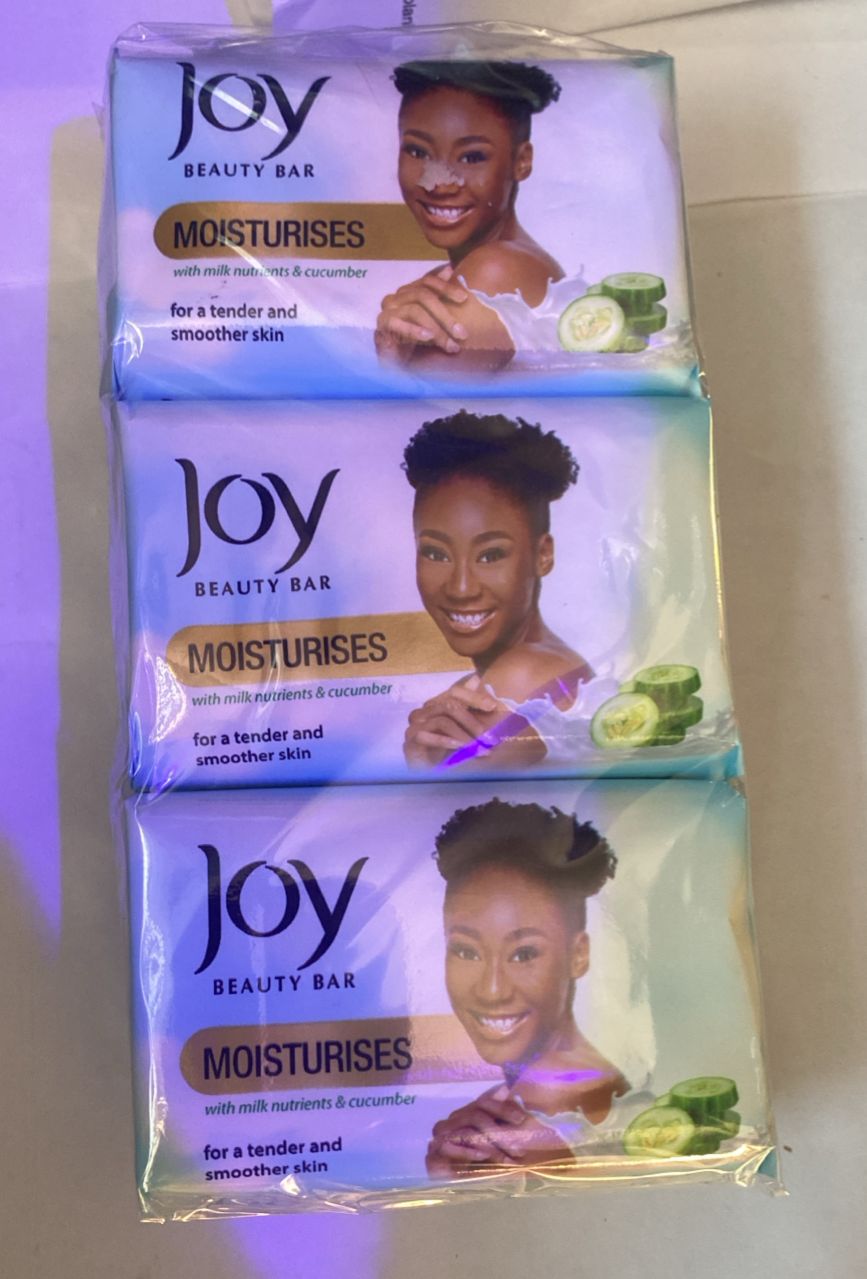 Joy
BEAUTY BAR
MOISTURISES
with milk nutrients & cucumber
for a tender and
smoother skin
Joy
BEAUTY BAR
MOISTURISES
with milk nutrients & cucumber
for a tender and
smoother skin
Joy
BEAUTY BAR
MOISTURISES
with milk nutrients & cucumber
for a tender and
smoother skin